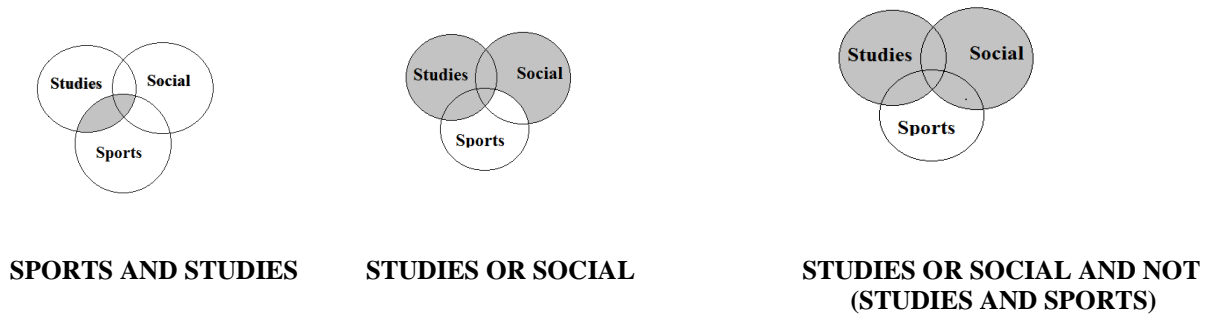 Studies
Social
Sports
Studies
Social
Sports
Studies
Social
Sports
SPORTS AND STUDIES
STUDIES OR SOCIAL
STUDIES OR SOCIAL AND NOT
(STUDIES AND SPORTS)